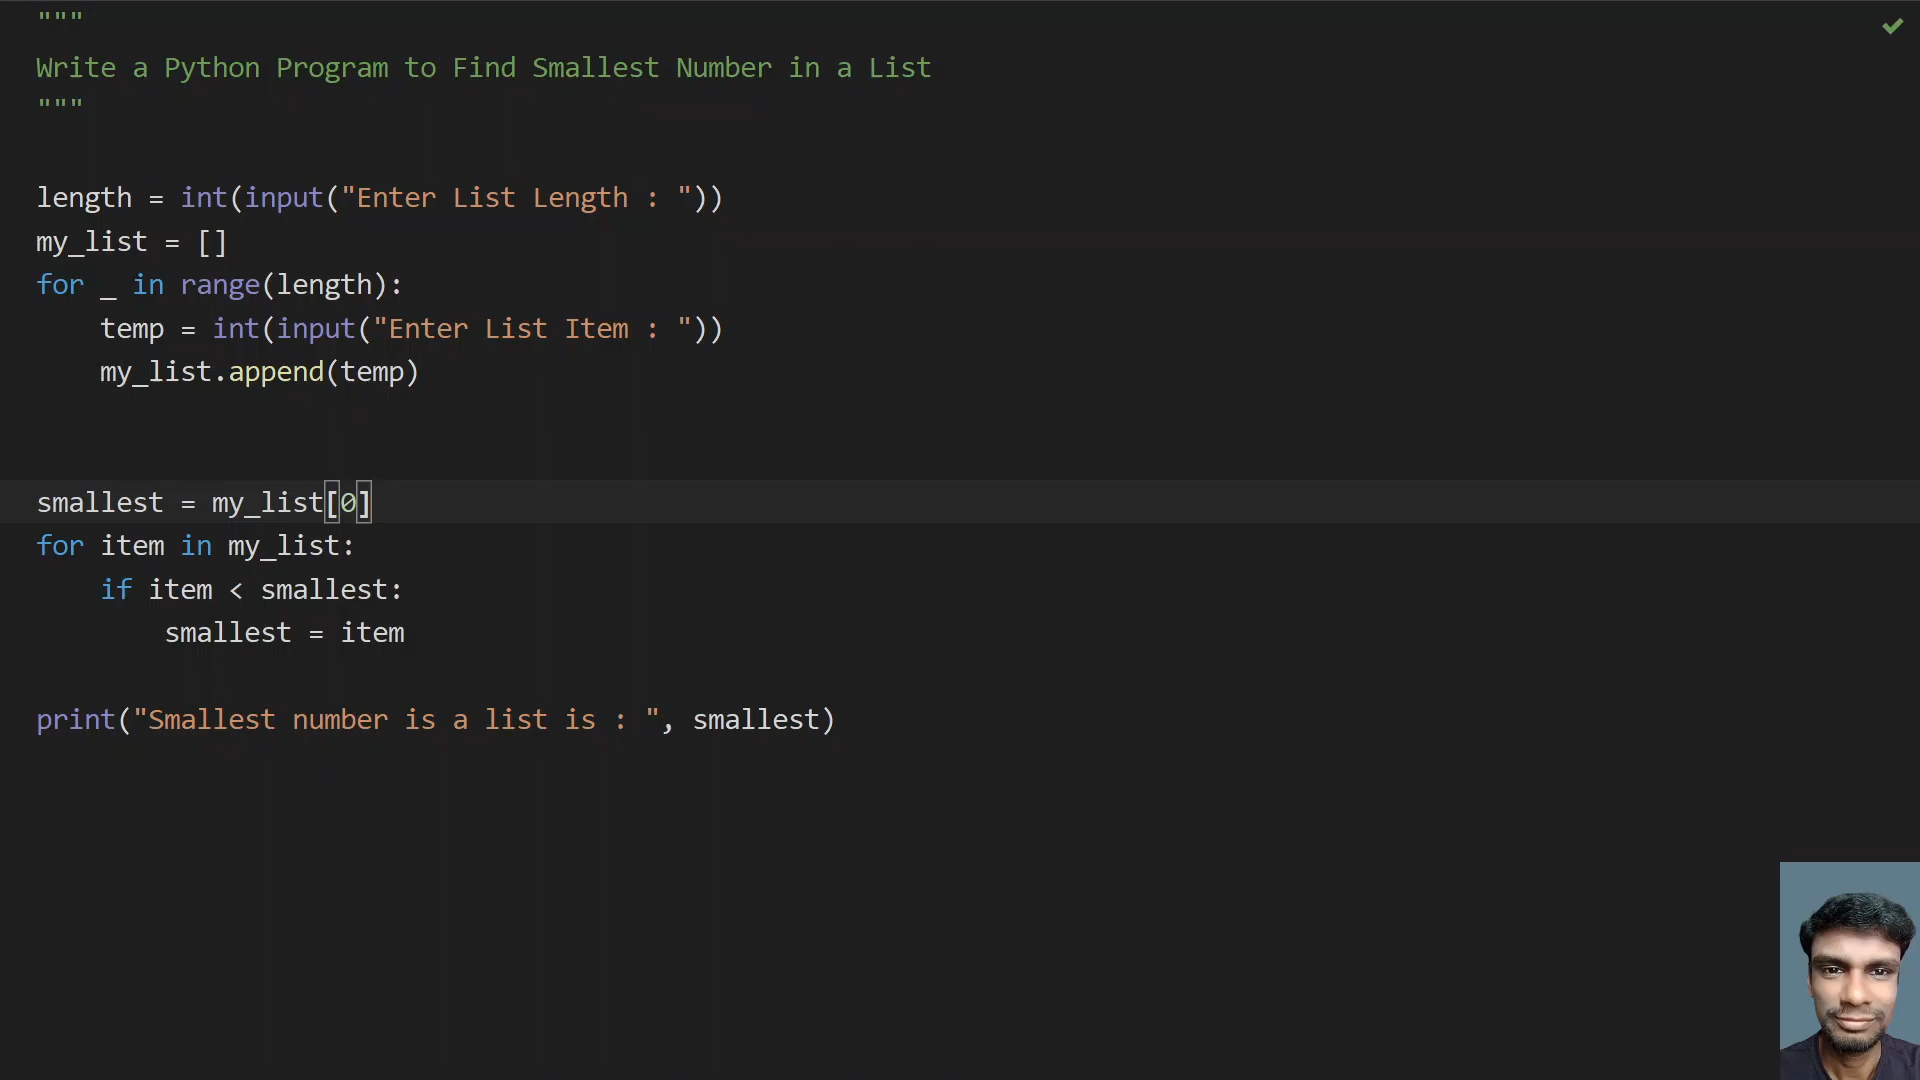 """
Write a Python Program to Find Smallest Number in a List
"""
length = int(input("Enter List Length : "))
my_list = []
for _ in range(length):
    temp = int(input("Enter List Item : "))
    my_list.append(temp)
smallest = my_list[0]
for item in my_list:
    if item < smallest:
        smallest = item
print("Smallest number is a list is : ", smallest)